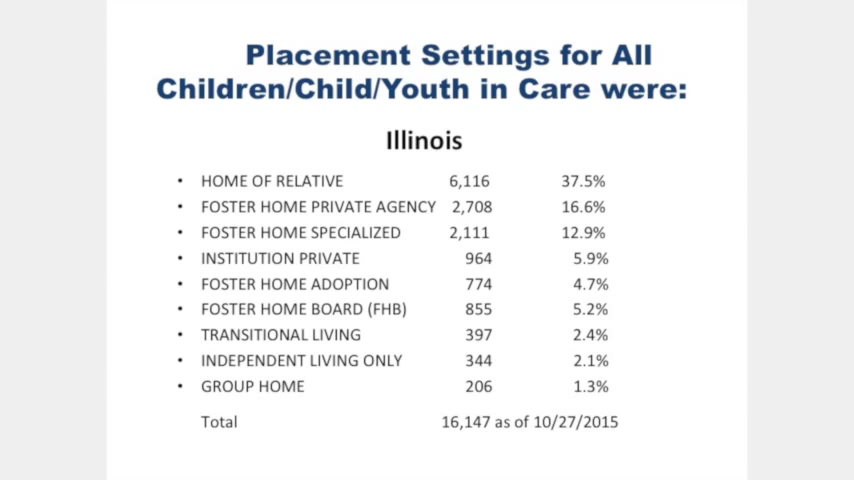 Placement Settings for All
Children/Child/Youth in Care were:
Illinois
• HOME OF RELATIVE 6,116 37.5%
• FOSTER HOME PRIVATE AGENCY 2,708 16.6%
• FOSTER HOME SPECIALIZED 2,111 12.9%
• INSTITUTION PRIVATE 964 5.9%
• FOSTER HOME ADOPTION 774 4.7%
• FOSTER HOME BOARD (FHB) 855 5.2%
• TRANSITIONAL LIVING 397 2.4%
• INDEPENDENT LIVING ONLY 344 2.1%
• GROUP HOME 206 1.3%
Total 16,147 as of 10/27/2015